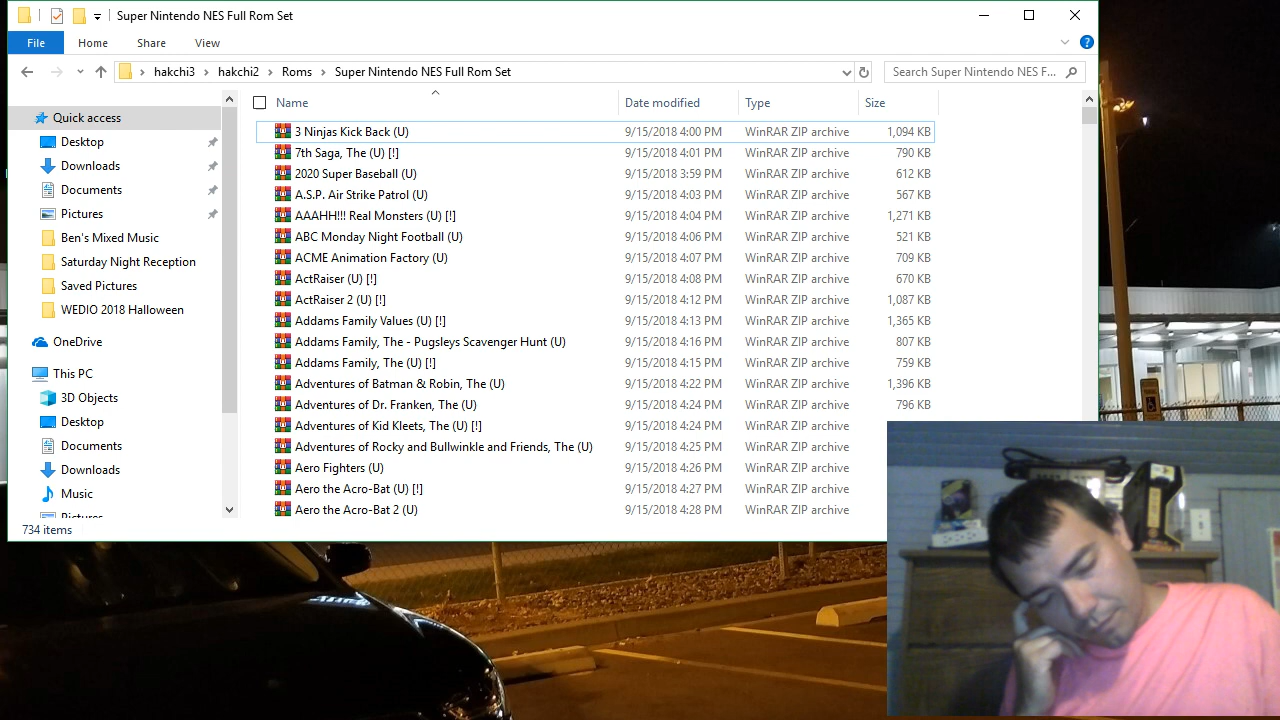 Super Nintendo NES Full Rom Set
File Home Share View
hakchi3 hakchi2 Roms Super Nintendo NES Full Rom Set
Search Super Nintendo NES F...
Name Date modified Type Size
Quick access
Desktop
Downloads
Documents
Pictures
Ben's Mixed Music
Saturday Night Reception
Saved Pictures
WEDIO 2018 Halloween
OneDrive
This PC
3D Objects
Desktop
Documents
Downloads
Music
Pictures
3 Ninjas Kick Back (U) 9/15/2018 4:00 PM WinRAR ZIP archive 1,094 KB
7th Saga, The (U) [!] 9/15/2018 4:01 PM WinRAR ZIP archive 790 KB
2020 Super Baseball (U) 9/15/2018 3:59 PM WinRAR ZIP archive 612 KB
A.S.P. Air Strike Patrol (U) 9/15/2018 4:03 PM WinRAR ZIP archive 567 KB
AAAHH!!! Real Monsters (U) [!] 9/15/2018 4:04 PM WinRAR ZIP archive 1,271 KB
ABC Monday Night Football (U) 9/15/2018 4:06 PM WinRAR ZIP archive 521 KB
ACME Animation Factory (U) 9/15/2018 4:07 PM WinRAR ZIP archive 709 KB
ActRaiser (U) [!] 9/15/2018 4:08 PM WinRAR ZIP archive 670 KB
ActRaiser 2 (U) [!] 9/15/2018 4:12 PM WinRAR ZIP archive 1,087 KB
Addams Family Values (U) [!] 9/15/2018 4:13 PM WinRAR ZIP archive 1,365 KB
Addams Family, The - Pugsleys Scavenger Hunt (U) 9/15/2018 4:16 PM WinRAR ZIP archive 807 KB
Addams Family, The (U) [!] 9/15/2018 4:15 PM WinRAR ZIP archive 759 KB
Adventures of Batman & Robin, The (U) 9/15/2018 4:22 PM WinRAR ZIP archive 1,396 KB
Adventures of Dr. Franken, The (U) 9/15/2018 4:24 PM WinRAR ZIP archive 796 KB
Adventures of Kid Kleets, The (U) [!] 9/15/2018 4:24 PM WinRAR ZIP archive
Adventures of Rocky and Bullwinkle and Friends, The (U) 9/15/2018 4:25 PM WinRAR ZIP archive
Aero Fighters (U) 9/15/2018 4:26 PM WinRAR ZIP archive
Aero the Acro-Bat (U) [!] 9/15/2018 4:27 PM WinRAR ZIP archive
Aero the Acro-Bat 2 (U) 9/15/2018 4:28 PM WinRAR ZIP archive
734 items